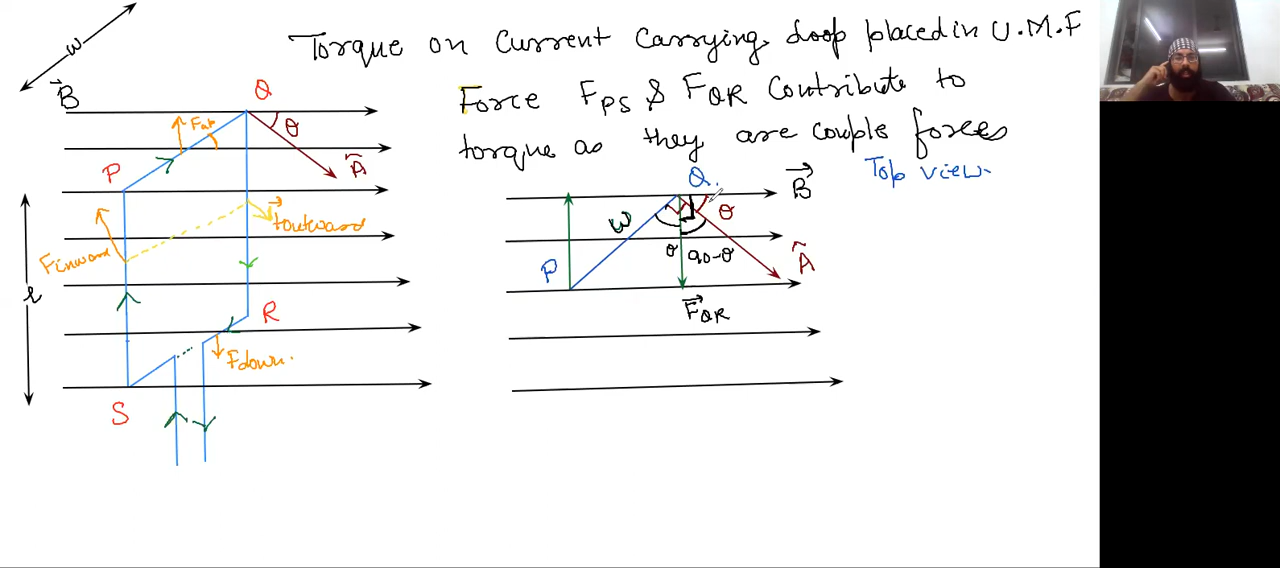 Torque on Current Carrying Loop placed in U.M.F
w
B
Q
Force FPS & FQR Contribute to
Fup
θ
torque as they are couple forces
P
Â
Top view.
Q.
B
w
θ
Foutward
Finward
P
θ 90-θ
Â
l
R
FQR
Fdown.
S